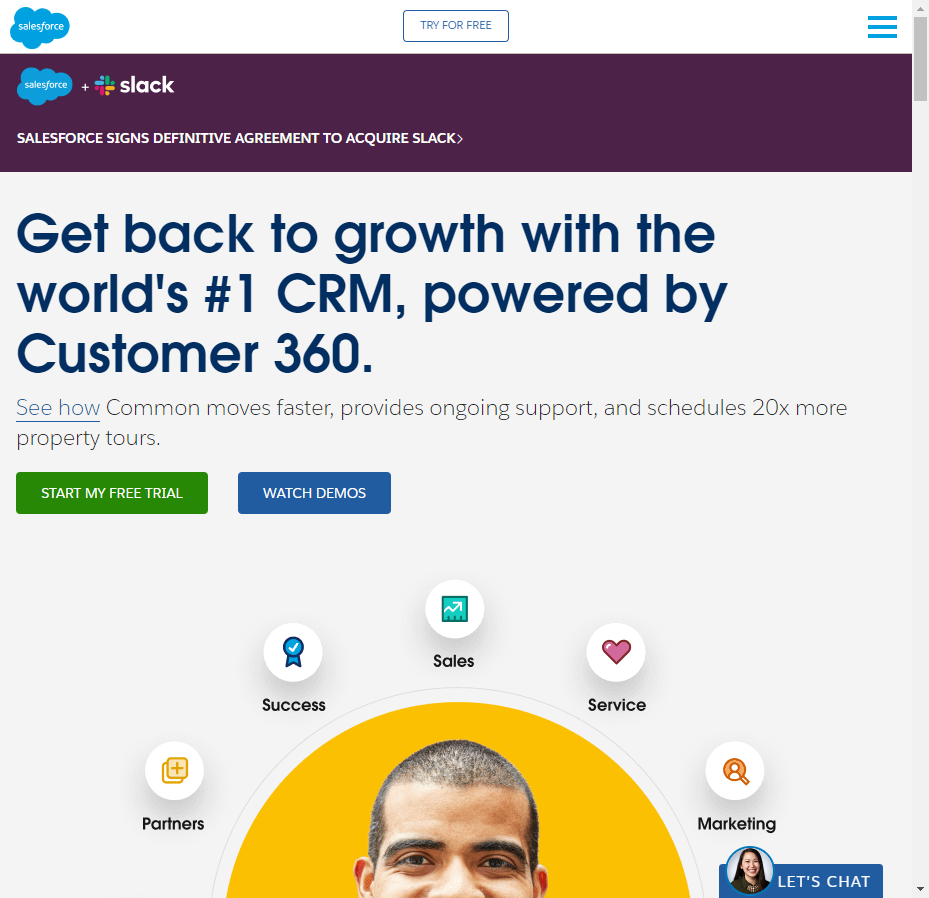 salesforce
TRY FOR FREE
salesforce + slack
SALESFORCE SIGNS DEFINITIVE AGREEMENT TO ACQUIRE SLACK
Get back to growth with the
world's #1 CRM, powered by
Customer 360.
See how Common moves faster, provides ongoing support, and schedules 20x more
property tours.
START MY FREE TRIAL
WATCH DEMOS
Sales
Success
Service
Partners
Marketing
LET'S CHAT